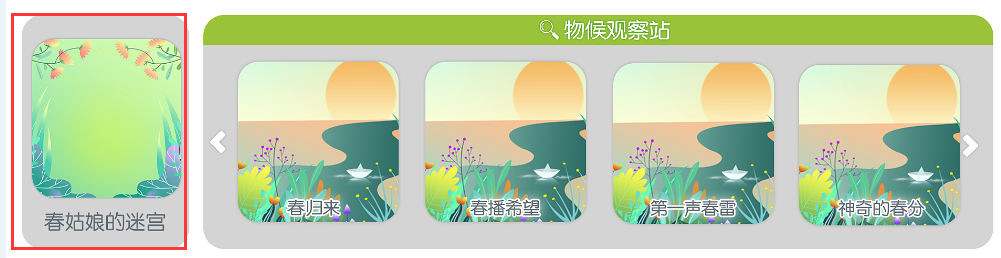 春姑娘的迷宫
物候观察站
春归来
春播希望
第一声春雷
神奇的春分